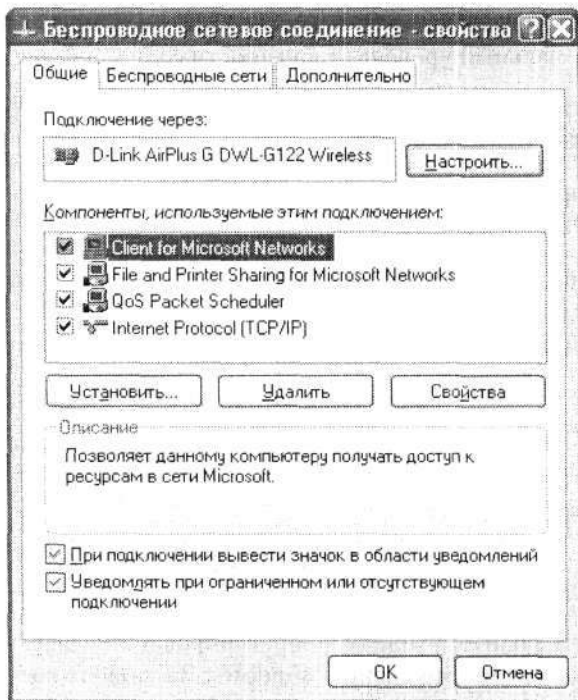 Беспроводное сетевое соединение - свойства
Общие Беспроводные сети Дополнительно
Подключение через:
D-Link AirPlus G DWL-G122 Wireless Настроить...
Компоненты, используемые этим подключением:
Client for Microsoft Networks
File and Printer Sharing for Microsoft Networks
QoS Packet Scheduler
Internet Protocol (TCP/IP)
Установить... Удалить Свойства
Описание
Позволяет данному компьютеру получать доступ к
ресурсам в сети Microsoft.
При подключении вывести значок в области уведомлений
Уведомлять при ограниченном или отсутствующем
подключении
OK Отмена